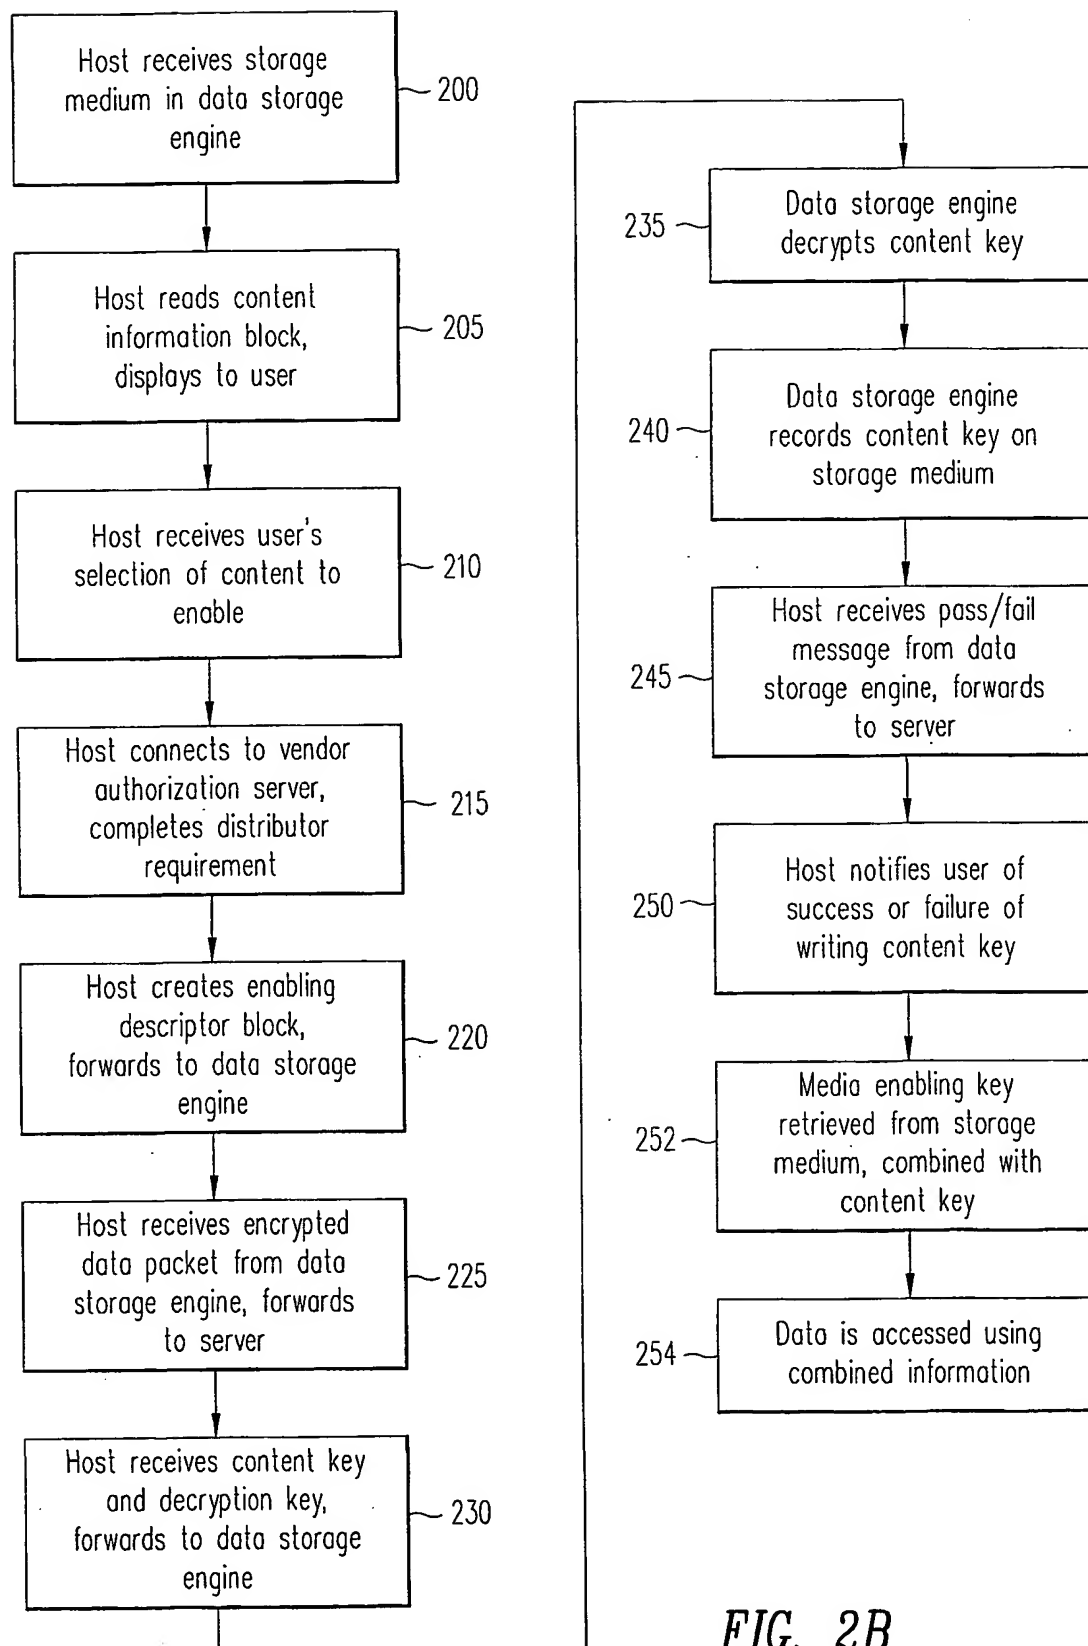 Host receives storage
medium in data storage
engine
200
Host reads content
information block,
displays to user
205
Host receives user's
selection of content to
enable
210
Host connects to vendor
authorization server,
completes distributor
requirement
215
Host creates enabling
descriptor block,
forwards to data storage
engine
220
Host receives encrypted
data packet from data
storage engine, forwards
to server
225
Host receives content key
and decryption key,
forwards to data storage
engine
230
Data storage engine
decrypts content key
235
Data storage engine
records content key on
storage medium
240
Host receives pass/fail
message from data
storage engine, forwards
to server
245
Host notifies user of
success or failure of
writing content key
250
Media enabling key
retrieved from storage
medium, combined with
content key
252
Data is accessed using
combined information
254
FIG. 2B